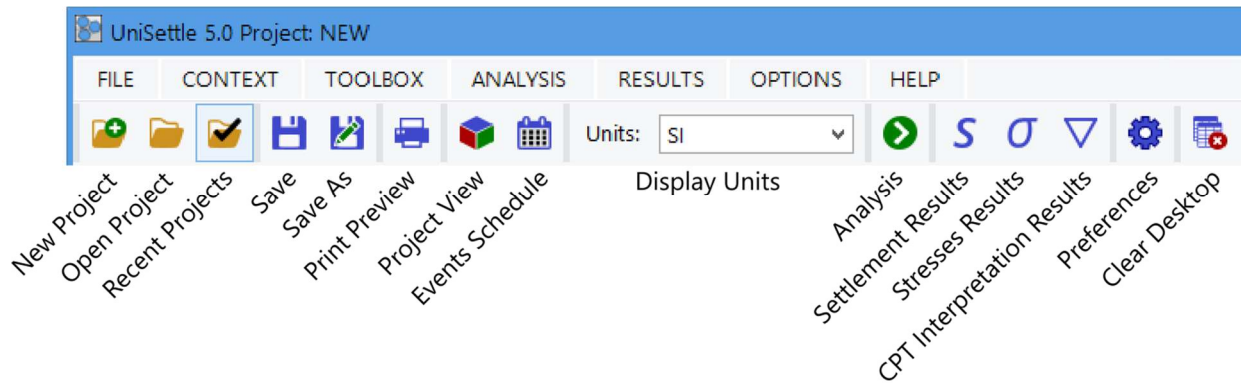 UniSettle 5.0 Project: NEW
FILE CONTEXT TOOLBOX ANALYSIS RESULTS OPTIONS HELP
Units: SI
S σ
New Project
Open Project
Recent Projects
Save
Save As
Print Preview
Project View
Events Schedule
Display Units
Analysis
Settlement Results
Stresses Results
CPT Interpretation Results
Preferences
Clear Desktop